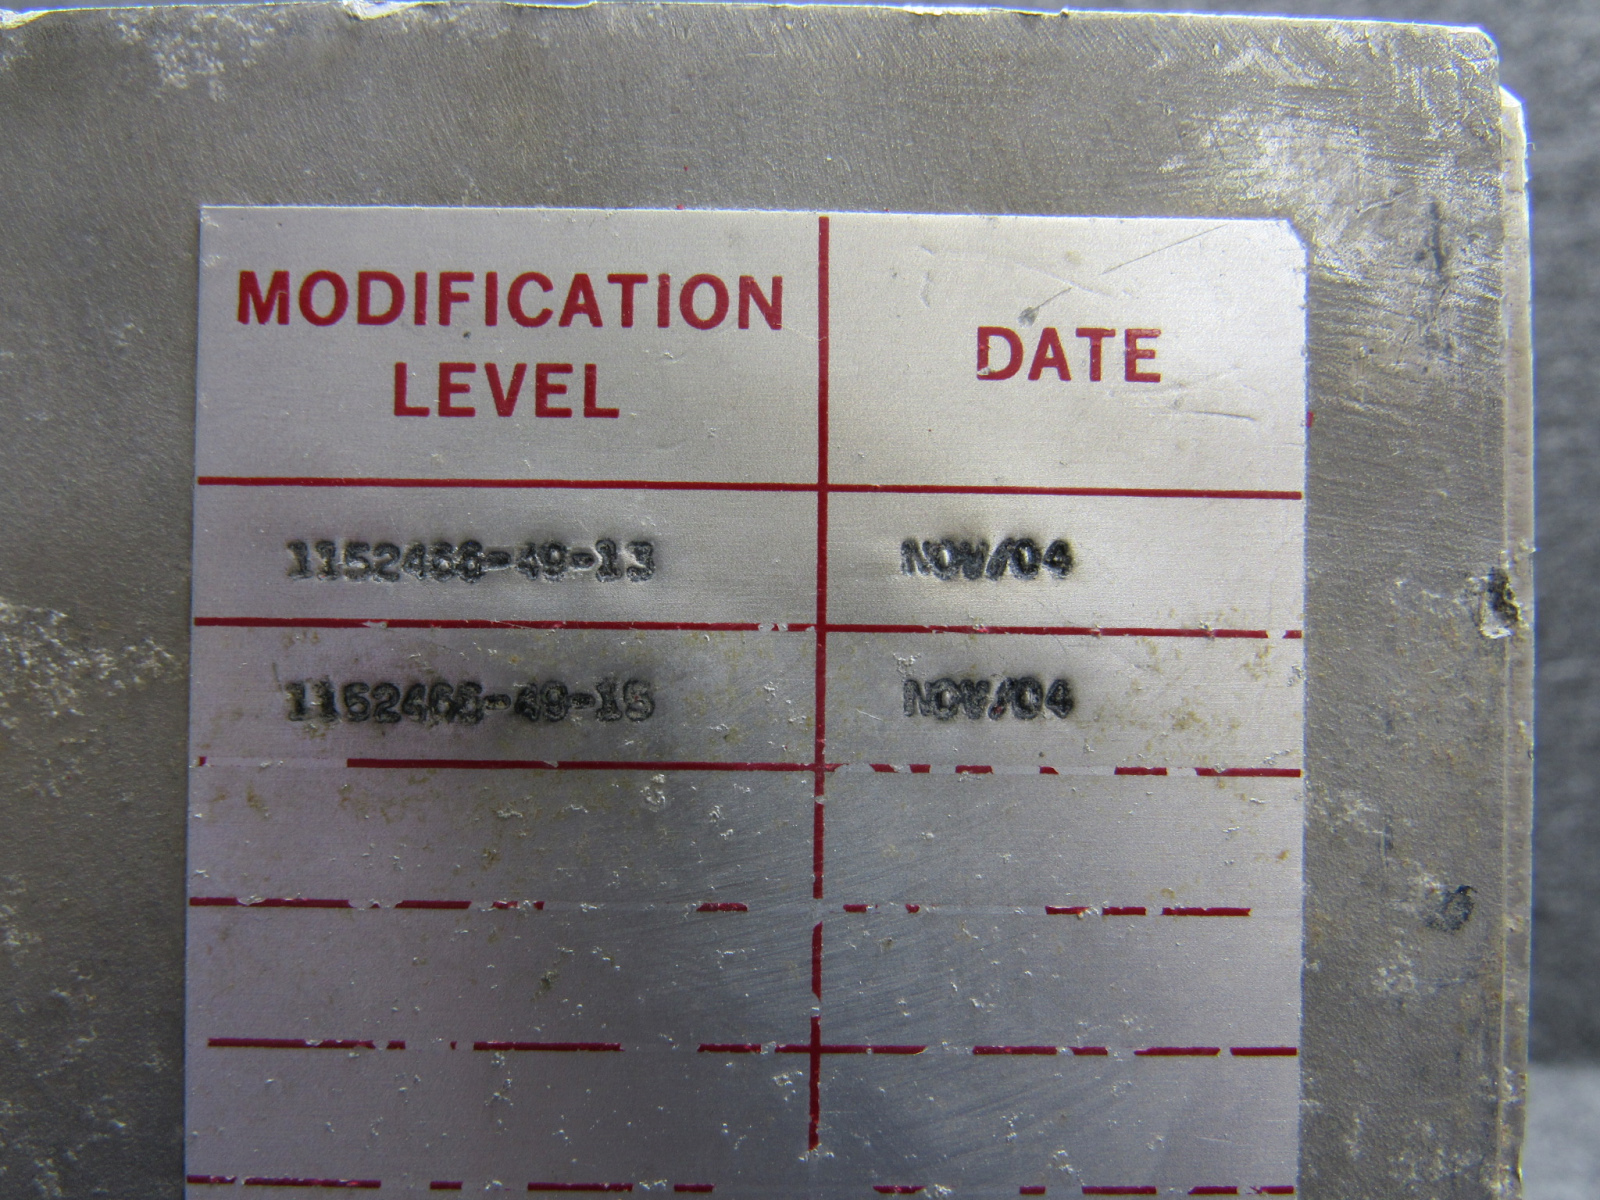 MODIFICATION
LEVEL
DATE
1152466-49-13 NOV/04
1152466-49-15 NOV/04